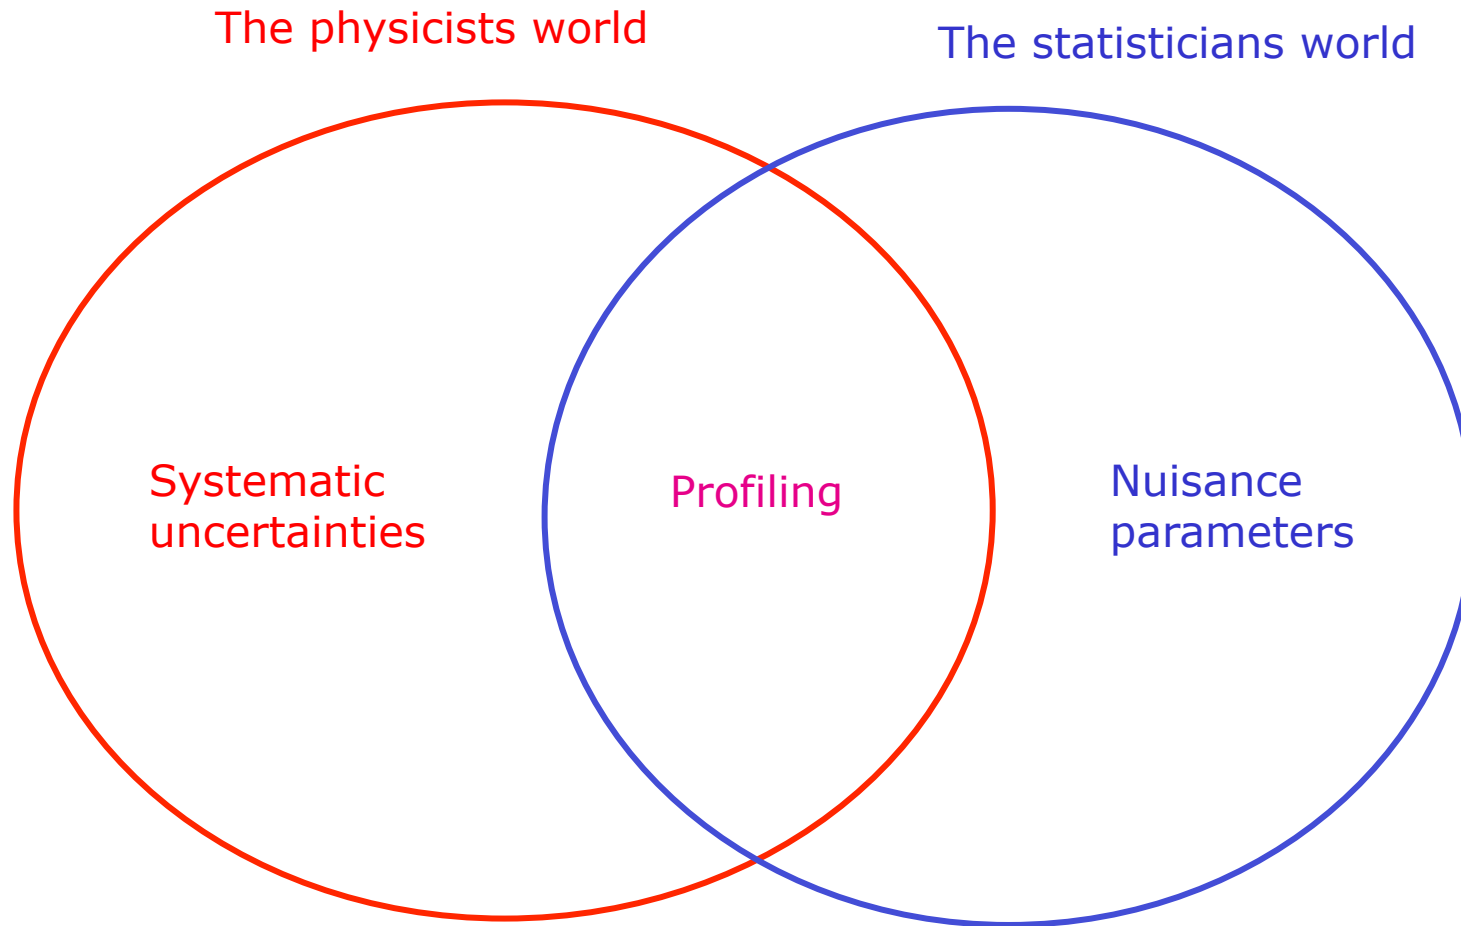 The physicists world
The statisticians world
Systematic
uncertainties
Profiling
Nuisance
parameters